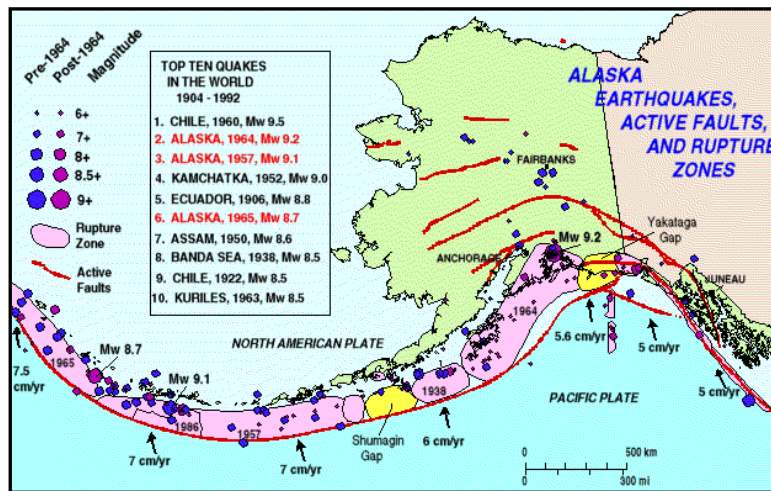 ALASKA
EARTHQUAKES,
ACTIVE FAULTS,
AND RUPTURE
ZONES
Pre-1964
Post-1964
Magnitude
6+
7+
8+
8.5+
9+
Rupture
Zone
Active
Faults
TOP TEN QUAKES
IN THE WORLD
1904 - 1992
1. CHILE, 1960, Mw 9.5
2. ALASKA, 1964, Mw 9.2
3. ALASKA, 1957, Mw 9.1
4. KAMCHATKA, 1952, Mw 9.0
5. ECUADOR, 1906, Mw 8.8
6. ALASKA, 1965, Mw 8.7
7. ASSAM, 1950, Mw 8.6
8. BANDA SEA, 1938, Mw 8.5
9. CHILE, 1922, Mw 8.5
10. KURILES, 1963, Mw 8.5
FAIRBANKS
Yakataga
Gap
Mw 9.2
ANCHORAGE
JUNEAU
1964
5.6 cm/yr
5 cm/yr
5 cm/yr
NORTH AMERICAN PLATE
1965
Mw 8.7
7.5
cm/yr
Mw 9.1
1938
PACIFIC PLATE
1986
1957
Shumagin
Gap
6 cm/yr
7 cm/yr
7 cm/yr
0
500 km
300 mi